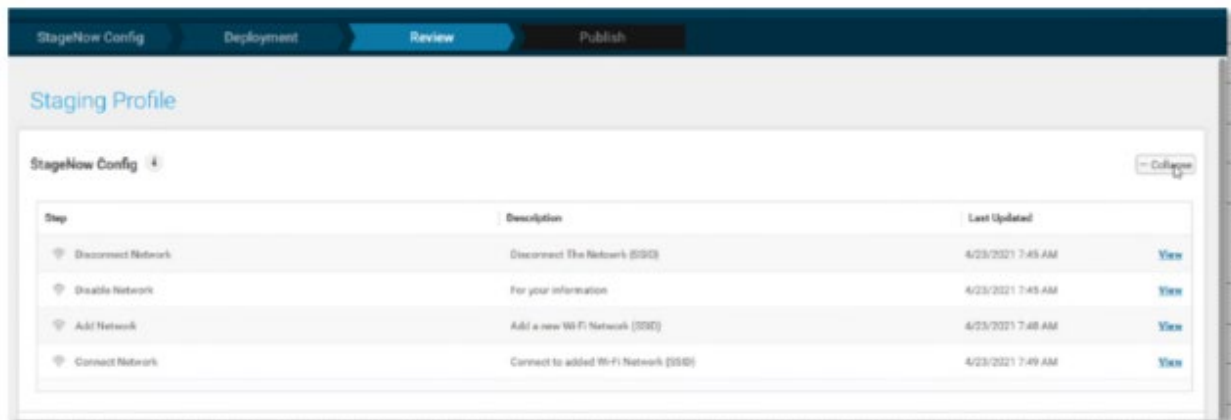 StageNow Config Deployment Review Publish
Staging Profile
StageNow Config 4
− Collapse
Step Description Last Updated
Disconnect Network Disconnect The Network (SSID) 4/23/2021 7:45 AM View
Disable Network For your information 4/23/2021 7:45 AM View
Add Network Add a new Wi-Fi Network (SSID) 4/23/2021 7:48 AM View
Connect Network Connect to added Wi-Fi Network (SSID) 4/23/2021 7:49 AM View